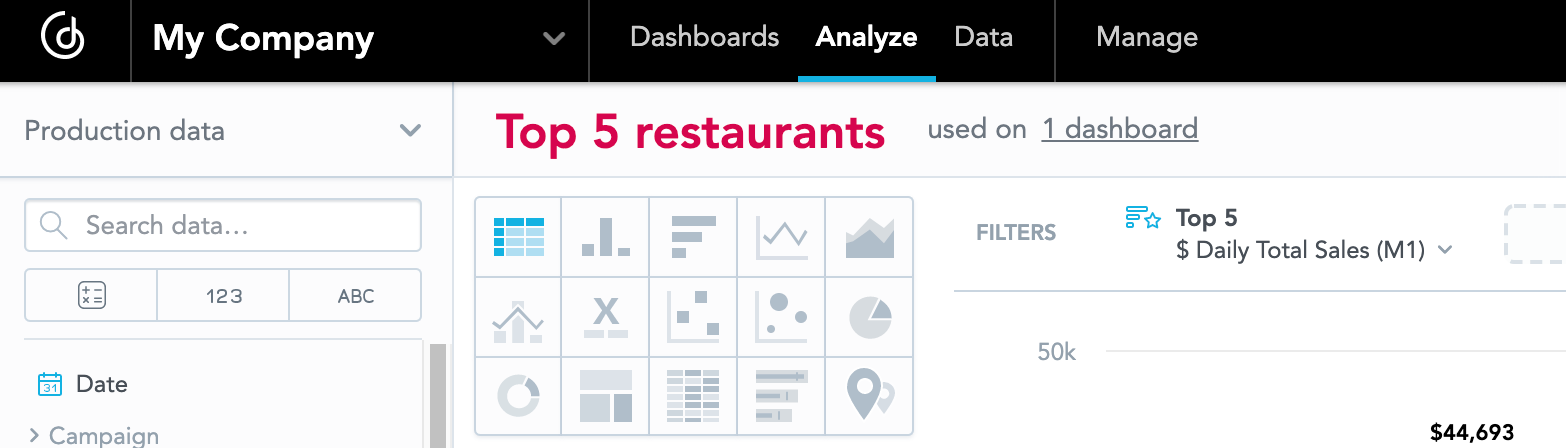 My Company
Dashboards Analyze Data Manage
Production data
Top 5 restaurants used on 1 dashboard
Search data...
123 ABC
31 Date
Campaign
X
FILTERS
Top 5
$ Daily Total Sales (M1)
50k
$44,693